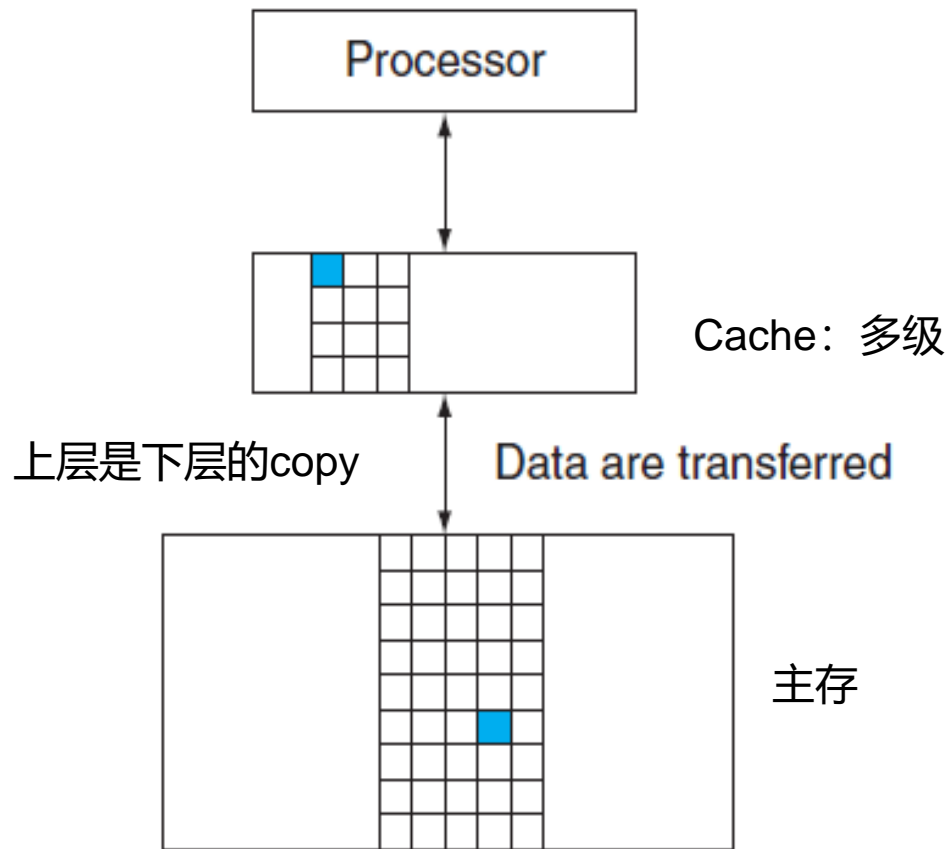 Processor
Cache：多级
上层是下层的copy
Data are transferred
主存